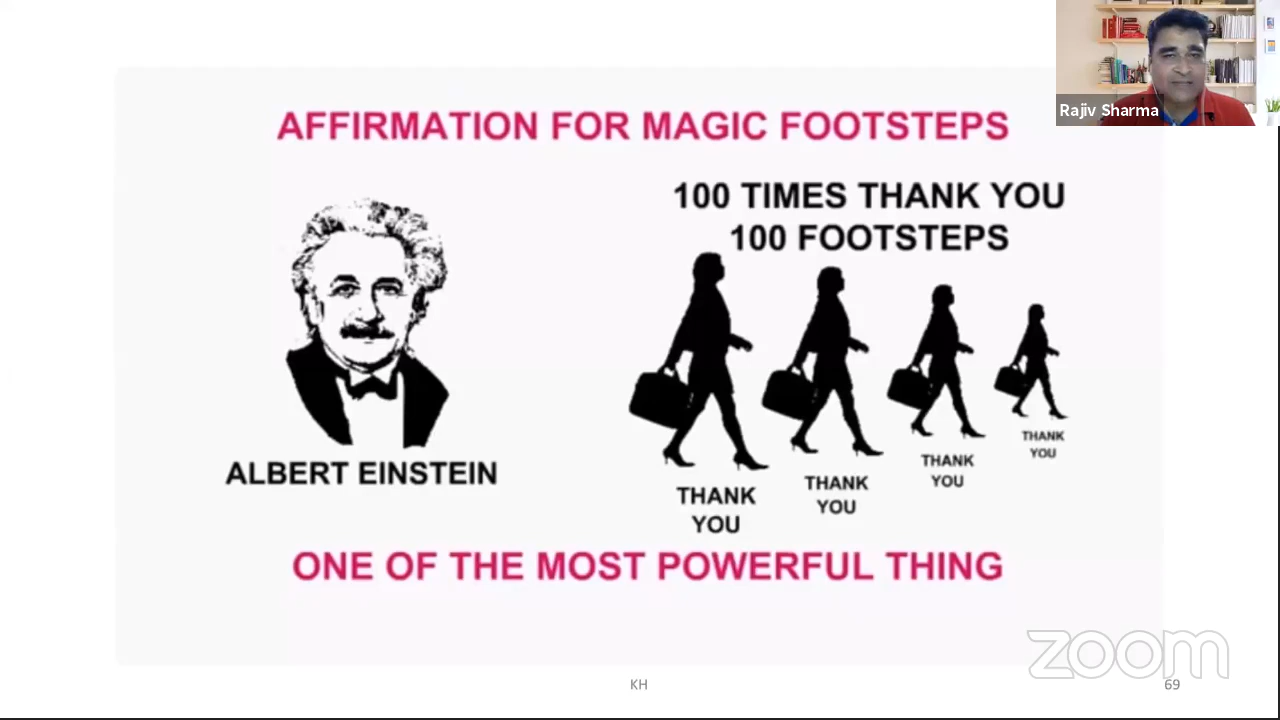 Rajiv Sharma
AFFIRMATION FOR MAGIC FOOTSTEPS
100 TIMES THANK YOU
100 FOOTSTEPS
ALBERT EINSTEIN
THANK
YOU
THANK
YOU
THANK
YOU
THANK
YOU
ONE OF THE MOST POWERFUL THING
zoom
KH
69